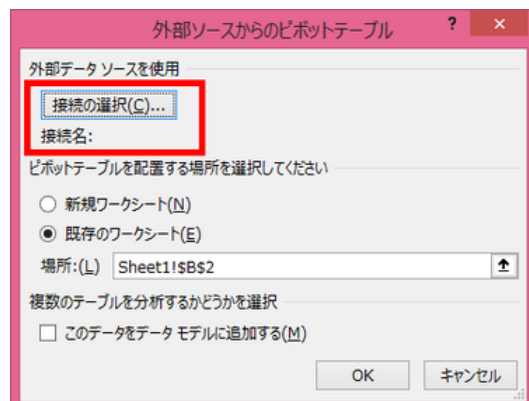 外部ソースからのピボットテーブル ? ×
外部データ ソースを使用
接続の選択(C)...
接続名:
ピボットテーブルを配置する場所を選択してください
新規ワークシート(N)
既存のワークシート(E)
場所:(L) Sheet1!$B$2
複数のテーブルを分析するかどうかを選択
このデータをデータ モデルに追加する(M)
OK キャンセル